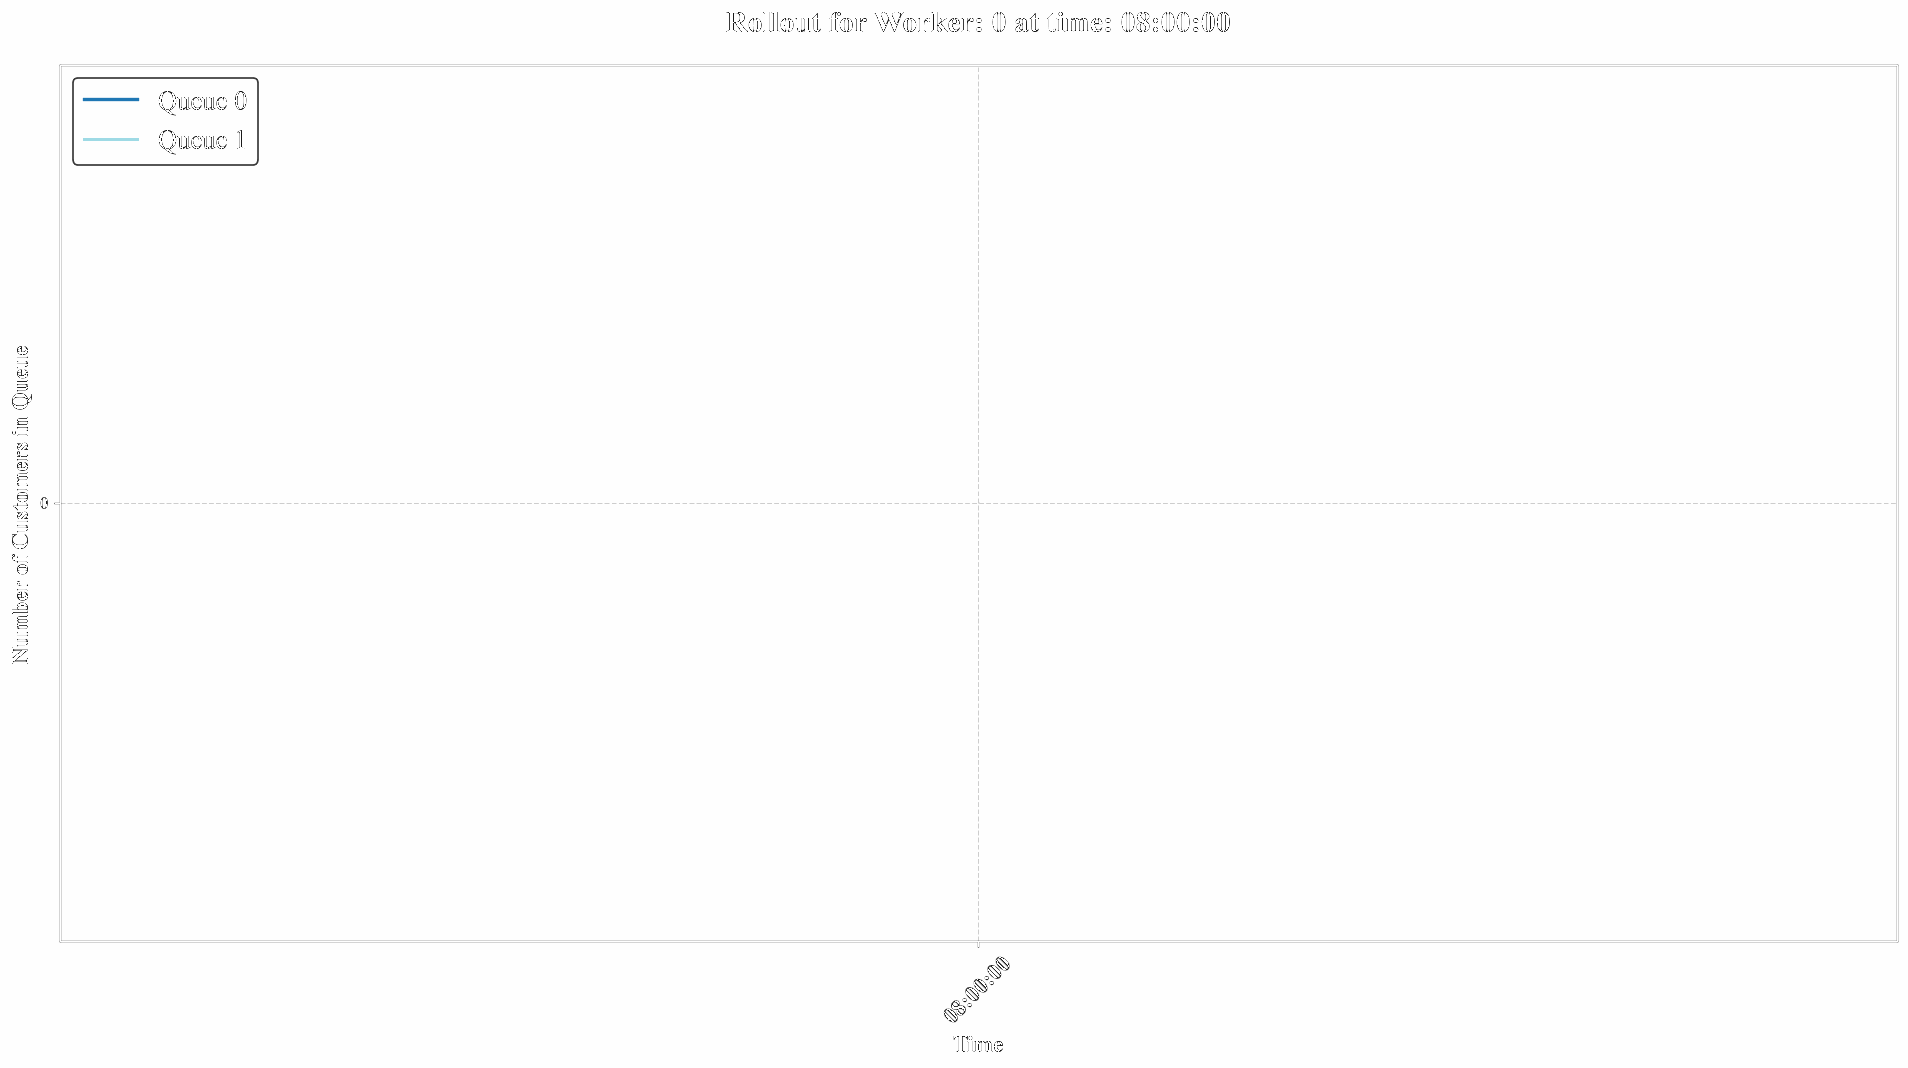 Rollout for Worker: 0 at time: 08:00:00
Queue 0
Queue 1
Number of Customers in Queue
0
08:00:00
Time